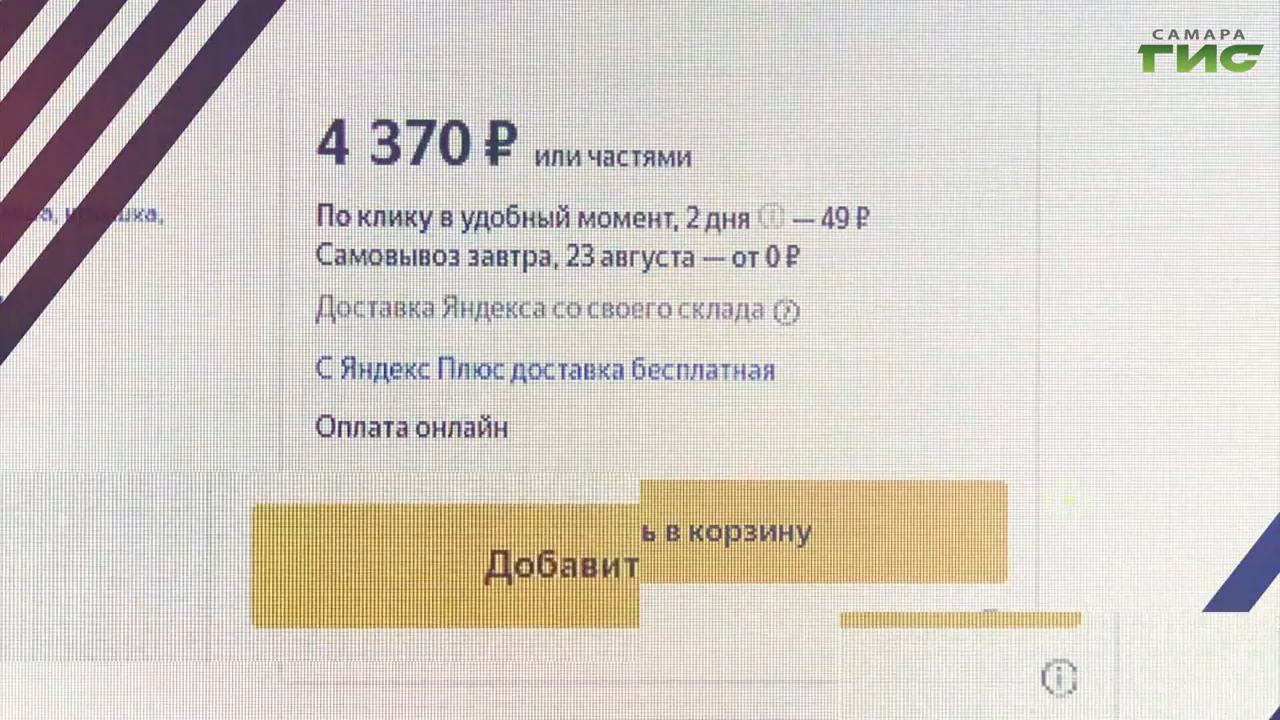 САМАРА
ГИС
4 370 ₽ или частями
По клику в удобный момент, 2 дня — 49 ₽
Самовывоз завтра, 23 августа — от 0 ₽
Доставка Яндекса со своего склада
С Яндекс Плюс доставка бесплатная
Оплата онлайн
Добавить в корзину